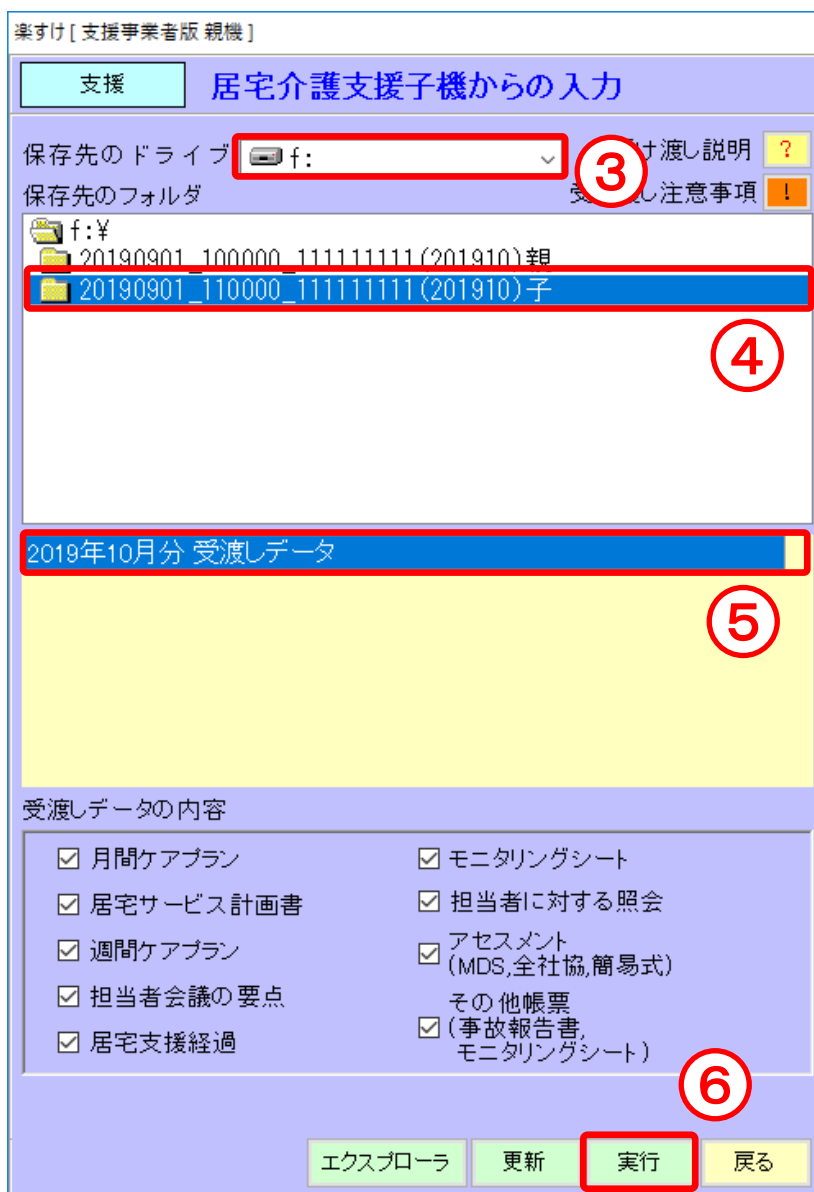 楽すけ [ 支援事業者版 親機 ]
支援 居宅介護支援子機からの入力
保存先のドライブ f: ③ け渡し説明 ?
保存先のフォルダ 受 し注意事項 !
f:¥
20190901_100000_111111111(201910)親
20190901_110000_111111111(201910)子
④
2019年10月分 受渡しデータ
⑤
受渡しデータの内容
月間ケアプラン
居宅サービス計画書
週間ケアプラン
担当者会議の要点
居宅支援経過
モニタリングシート
担当者に対する照会
アセスメント
(MDS,全社協,簡易式)
その他帳票
(事故報告書,
モニタリングシート)
⑥
エクスプローラ 更新 実行 戻る